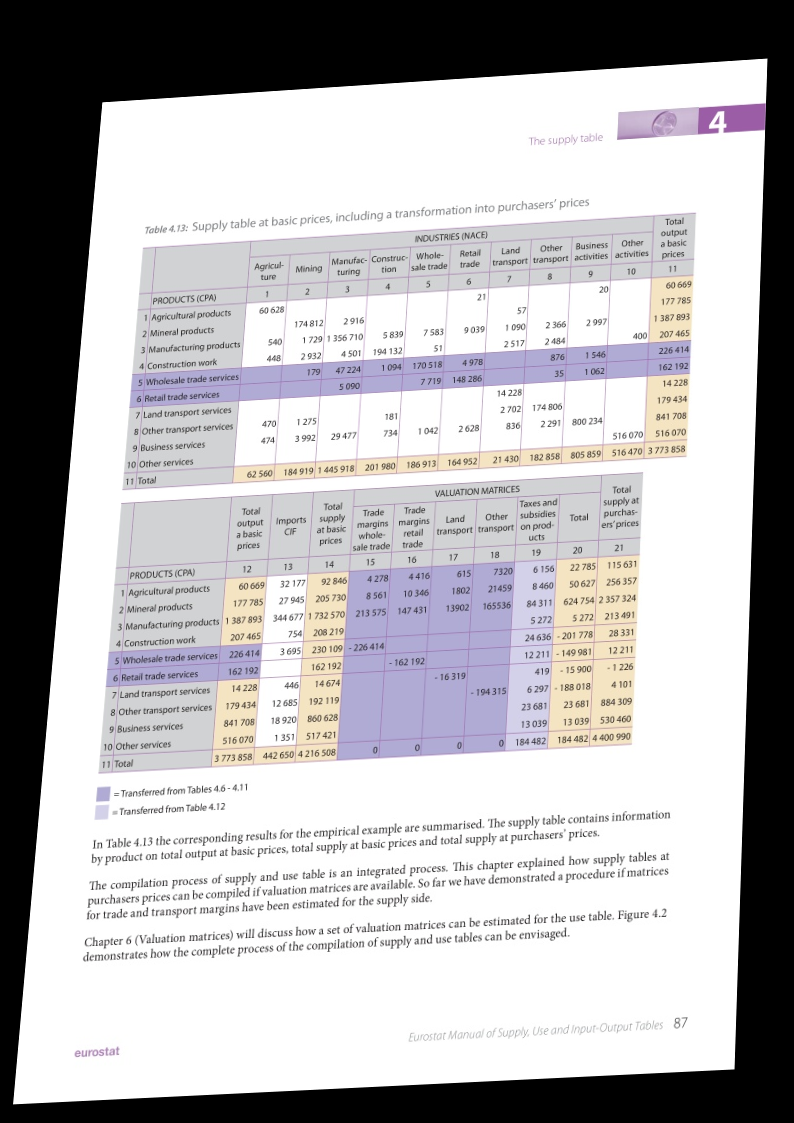 The supply table 4
Table 4.13: Supply table at basic prices, including a transformation into purchasers' prices
INDUSTRIES (NACE) Total output a basic prices
Agriculture Mining Manufacturing Construction Wholesale trade Retail trade Land transport Other transport Business activities Other activities
PRODUCTS (CPA) 1 2 3 4 5 6 7 8 9 10 11
1 Agricultural products 60 628 21 20 60 669
2 Mineral products 174 812 2 916 57 177 785
3 Manufacturing products 540 1 729 1 356 710 5 839 7 583 9 039 1 090 2 366 2 997 1 387 893
4 Construction work 448 2 932 4 501 194 132 51 2 517 2 484 400 207 465
5 Wholesale trade services 179 47 224 1 094 170 518 4 978 876 1 546 226 414
6 Retail trade services 5 090 7 719 148 286 35 1 062 162 192
7 Land transport services 14 228 14 228
8 Other transport services 470 1 275 181 2 702 174 806 179 434
9 Business services 474 3 992 29 477 734 1 042 2 628 836 2 291 800 234 841 708
10 Other services 516 070 516 070
11 Total 62 560 184 919 1 445 918 201 980 186 913 164 952 21 430 182 858 805 859 516 470 3 773 858
VALUATION MATRICES
Total output a basic prices Imports CIF Total supply at basic prices Trade margins wholesale trade Trade margins retail trade Land transport Other transport Taxes and subsidies on products Total Total supply at purchasers' prices
PRODUCTS (CPA) 12 13 14 15 16 17 18 19 20 21
1 Agricultural products 60 669 32 177 92 846 4 278 4 416 615 7320 6 156 22 785 115 631
2 Mineral products 177 785 27 945 205 730 8 561 10 346 1802 21459 8 460 50 627 256 357
3 Manufacturing products 1 387 893 344 677 1 732 570 213 575 147 431 13902 165536 84 311 624 754 2 357 324
4 Construction work 207 465 754 208 219 5 272 5 272 213 491
5 Wholesale trade services 226 414 3 695 230 109 - 226 414 24 636 - 201 778 28 331
6 Retail trade services 162 192 162 192 - 162 192 12 211 - 149 981 12 211
7 Land transport services 14 228 446 14 674 - 16 319 419 - 15 900 - 1 226
8 Other transport services 179 434 12 685 192 119 - 194 315 6 297 - 188 018 4 101
9 Business services 841 708 18 920 860 628 23 681 23 681 884 309
10 Other services 516 070 1 351 517 421 13 039 13 039 530 460
11 Total 3 773 858 442 650 4 216 508 0 0 0 0 184 482 184 482 4 400 990
= Transferred from Tables 4.6 - 4.11
= Transferred from Table 4.12
In Table 4.13 the corresponding results for the empirical example are summarised. The supply table contains information
by product on total output at basic prices, total supply at basic prices and total supply at purchasers' prices.
The compilation process of supply and use table is an integrated process. This chapter explained how supply tables at
purchasers prices can be compiled if valuation matrices are available. So far we have demonstrated a procedure if matrices
for trade and transport margins have been estimated for the supply side.
Chapter 6 (Valuation matrices) will discuss how a set of valuation matrices can be estimated for the use table. Figure 4.2
demonstrates how the complete process of the compilation of supply and use tables can be envisaged.
eurostat
Eurostat Manual of Supply, Use and Input-Output Tables 87